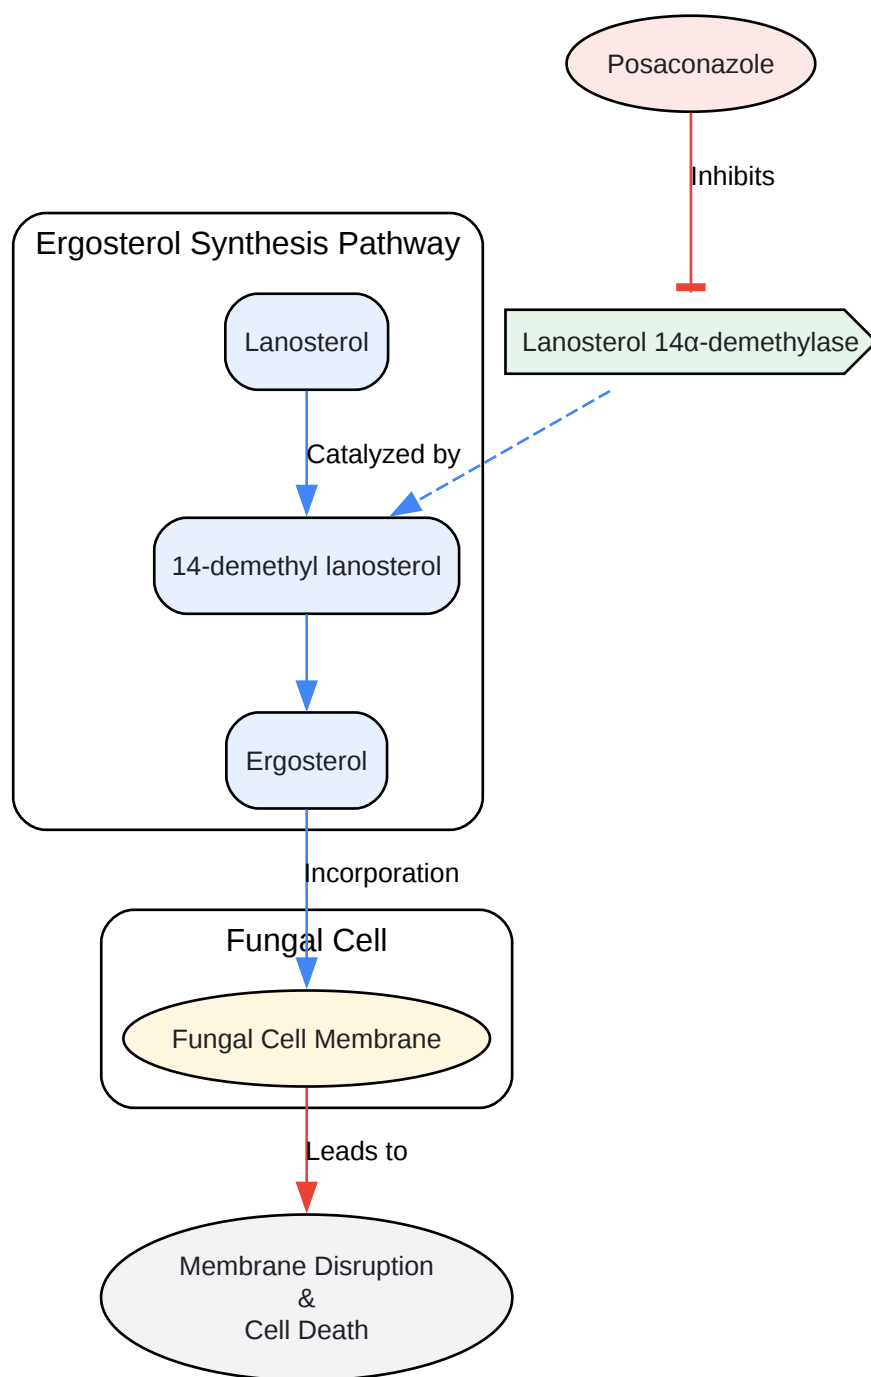 Posaconazole
Inhibits
Ergosterol Synthesis Pathway
Lanosterol
Lanosterol 14α-demethylase
Catalyzed by
14-demethyl lanosterol
Ergosterol
Incorporation
Fungal Cell
Fungal Cell Membrane
Leads to
Membrane Disruption
&
Cell Death